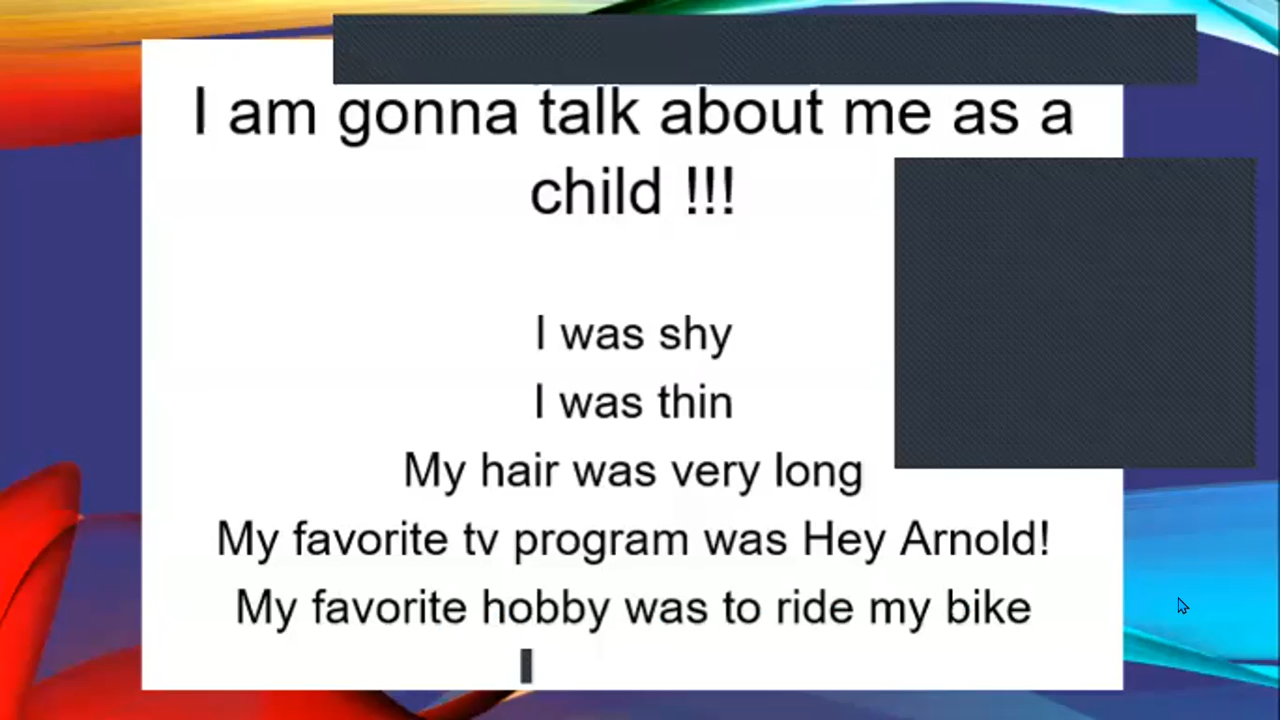 I am gonna talk about me as a
child !!!
I was shy
I was thin
My hair was very long
My favorite tv program was Hey Arnold!
My favorite hobby was to ride my bike